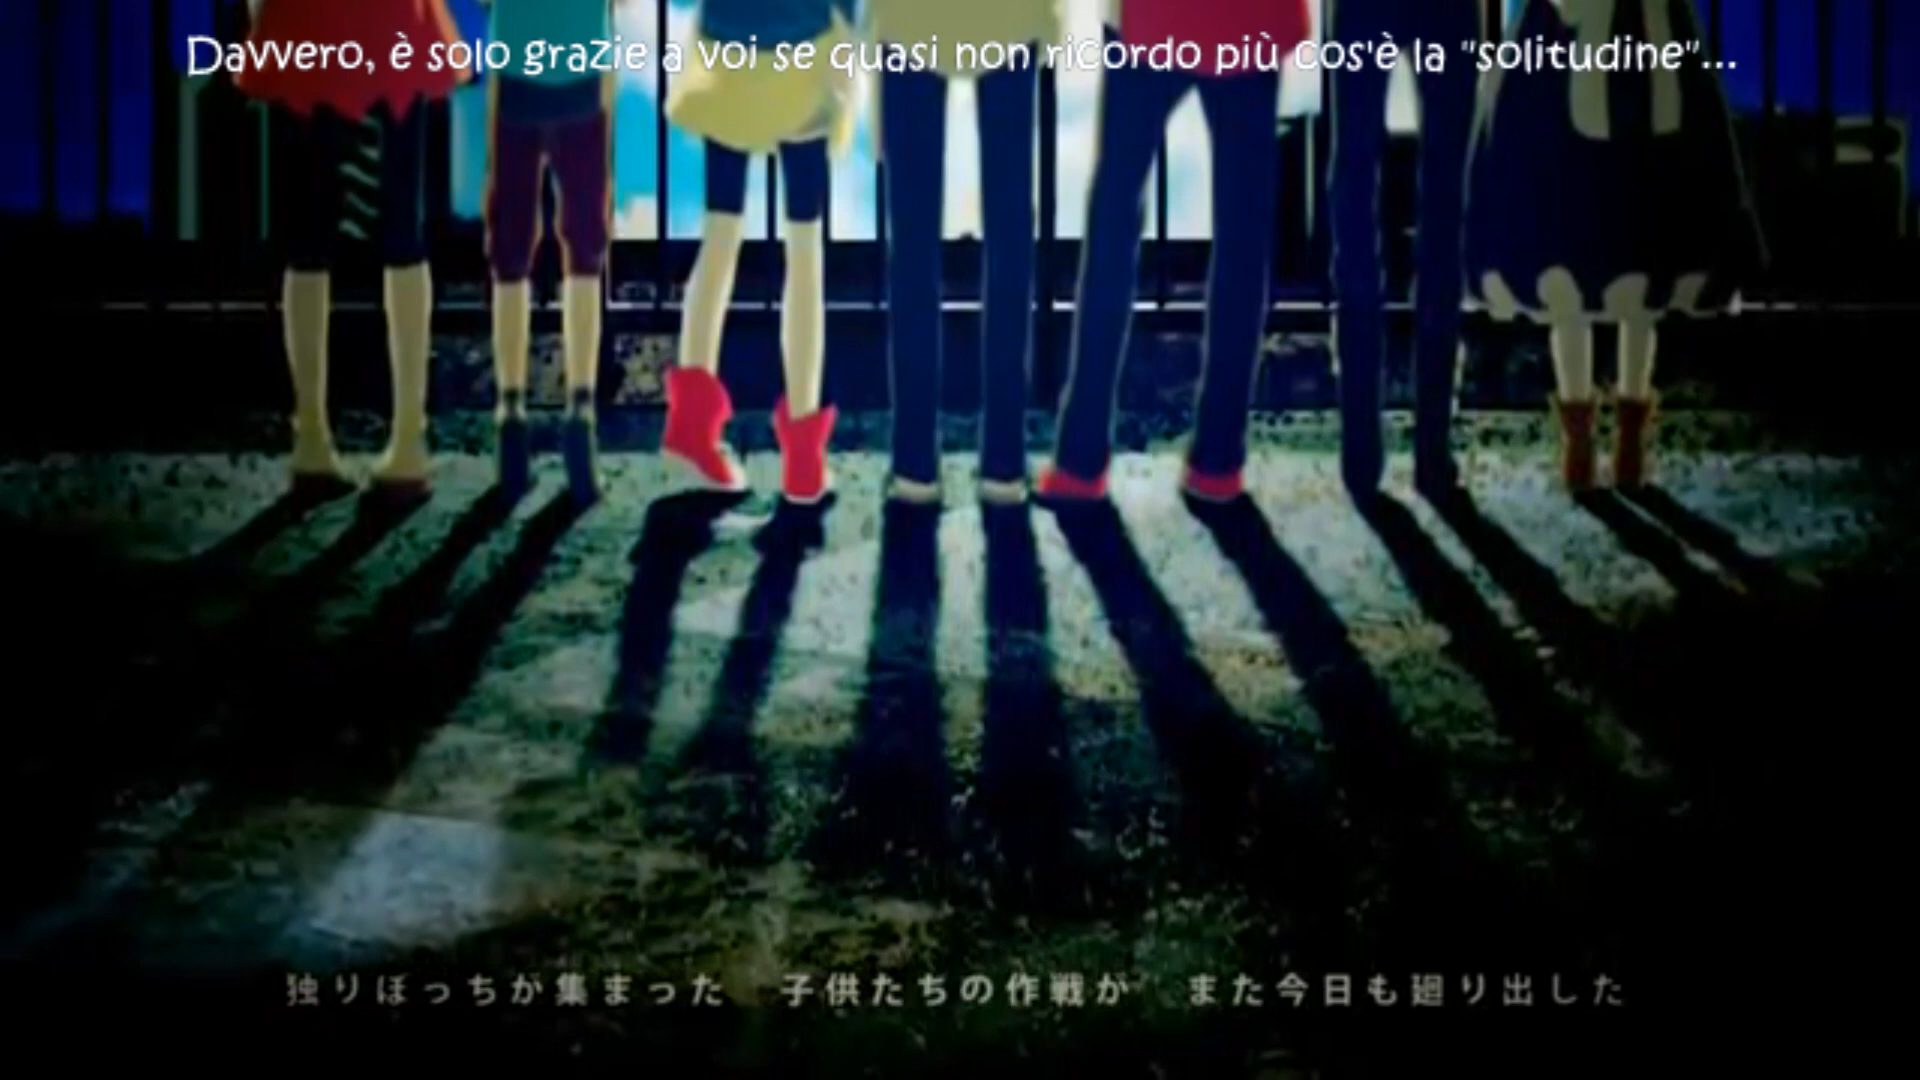 Davvero, è solo grazie a voi se quasi non ricordo più cos'è la "solitudine"...
独りぼっちが集まった 子供たちの作戦が また今日も廻り出した